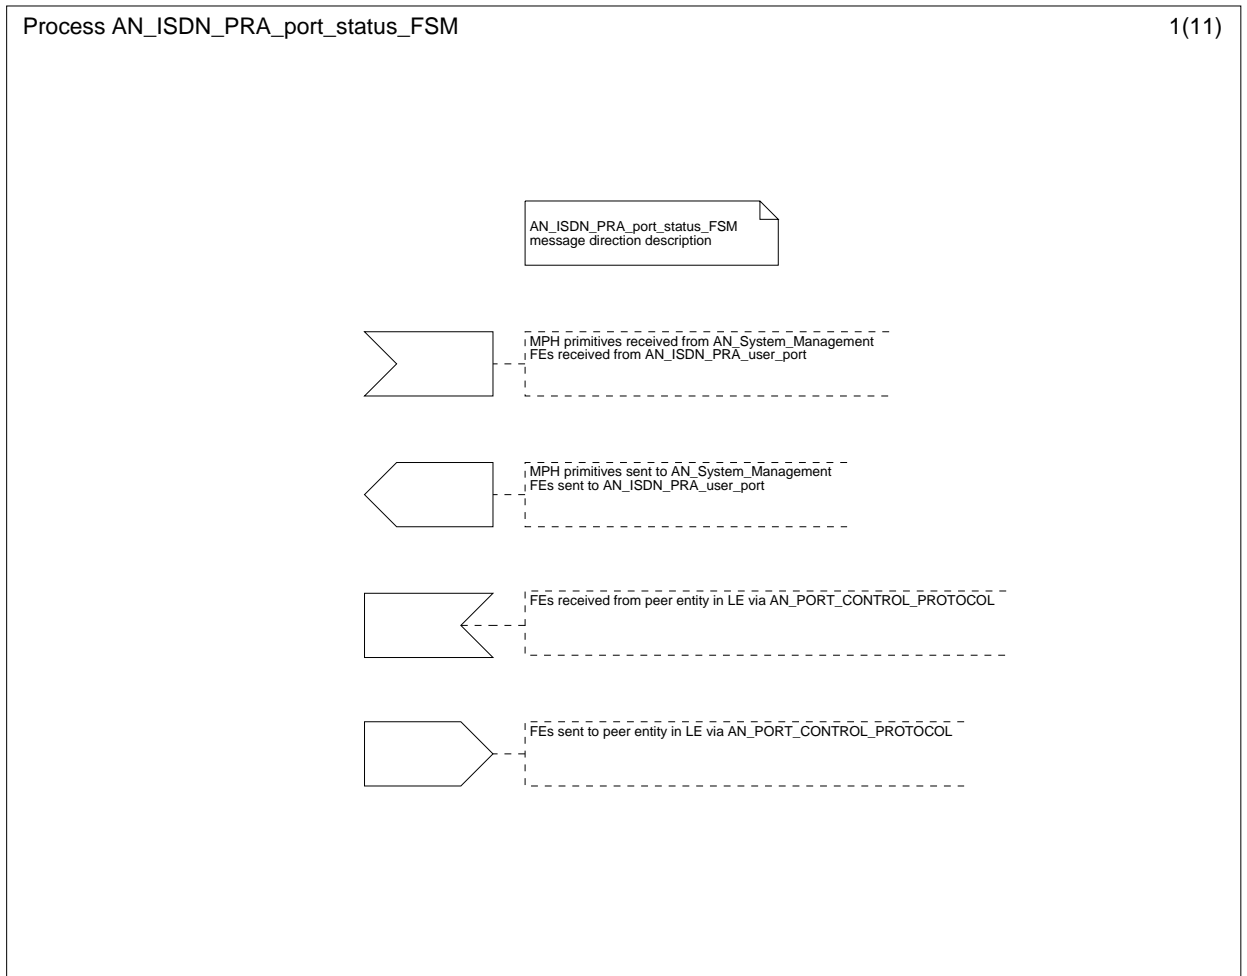 Process AN_ISDN_PRA_port_status_FSM
1(11)
AN_ISDN_PRA_port_status_FSM
message direction description
MPH primitives received from AN_System_Management
FEs received from AN_ISDN_PRA_user_port
MPH primitives sent to AN_System_Management
FEs sent to AN_ISDN_PRA_user_port
FEs received from peer entity in LE via AN_PORT_CONTROL_PROTOCOL
FEs sent to peer entity in LE via AN_PORT_CONTROL_PROTOCOL